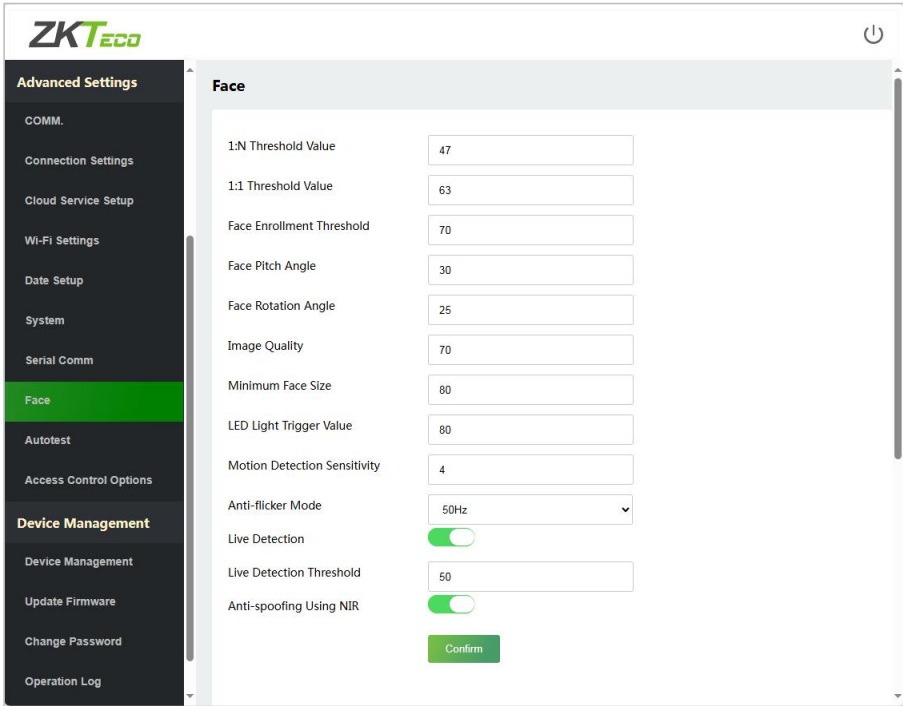 ZKTeco
Advanced Settings
COMM.
Connection Settings
Cloud Service Setup
Wi-Fi Settings
Date Setup
System
Serial Comm
Face
Autotest
Access Control Options
Device Management
Device Management
Update Firmware
Change Password
Operation Log
Face
1:N Threshold Value 47
1:1 Threshold Value 63
Face Enrollment Threshold 70
Face Pitch Angle 30
Face Rotation Angle 25
Image Quality 70
Minimum Face Size 80
LED Light Trigger Value 80
Motion Detection Sensitivity 4
Anti-flicker Mode 50Hz
Live Detection
Live Detection Threshold 50
Anti-spoofing Using NIR
Confirm